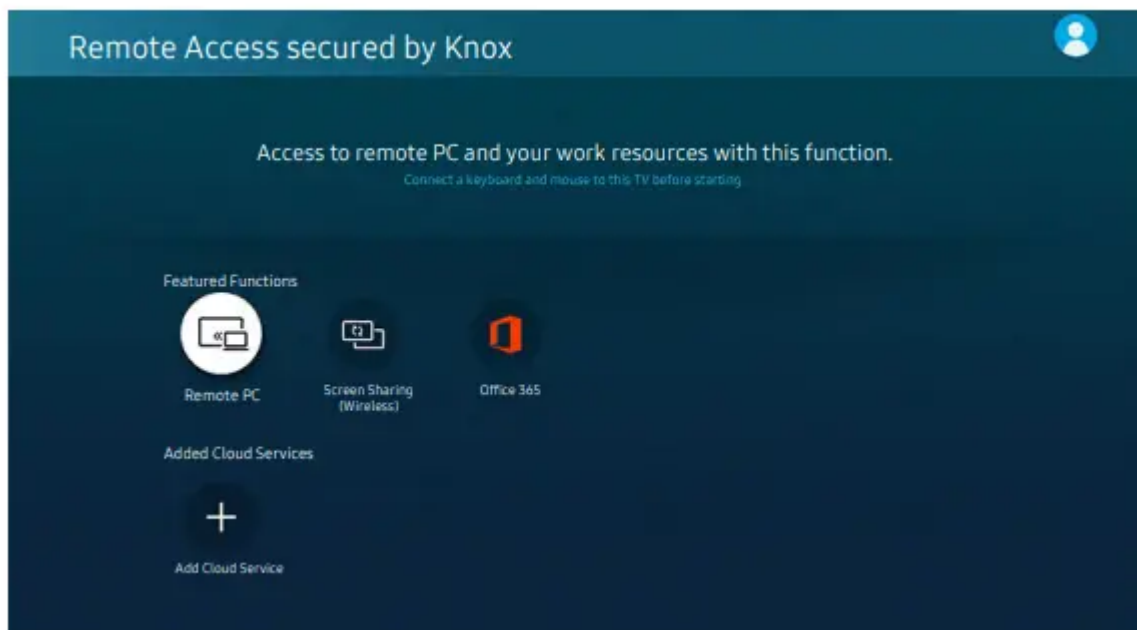 Remote Access secured by Knox
Access to remote PC and your work resources with this function.
Connect a keyboard and mouse to this TV before starting
Featured Functions
Remote PC
Screen Sharing
(Wireless)
Office 365
Added Cloud Services
Add Cloud Service